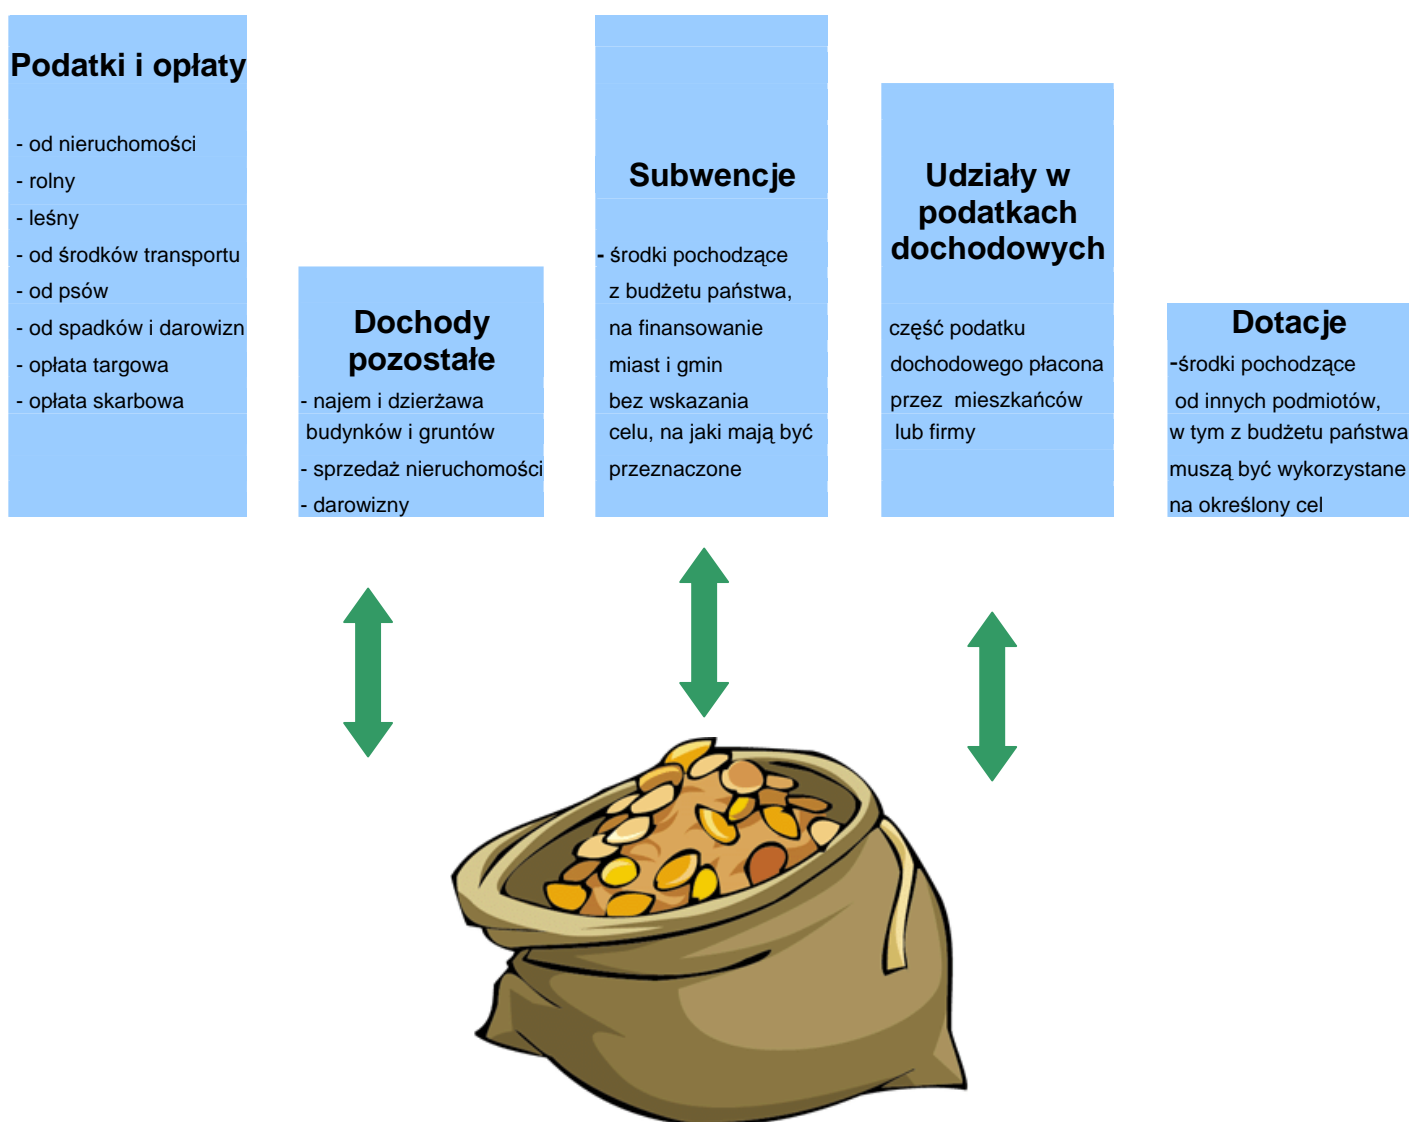 Podatki i opłaty
- od nieruchomości
- rolny
- leśny
- od środków transportu
- od psów
- od spadków i darowizn
- opłata targowa
- opłata skarbowa
Dochody
pozostałe
- najem i dzierżawa
budynków i gruntów
- sprzedaż nieruchomości
- darowizny
Subwencje
- środki pochodzące
z budżetu państwa,
na finansowanie
miast i gmin
bez wskazania
celu, na jaki mają być
przeznaczone
Udziały w
podatkach
dochodowych
część podatku
dochodowego płacona
przez mieszkańców
lub firmy
Dotacje
-środki pochodzące
od innych podmiotów,
w tym z budżetu państwa
muszą być wykorzystane
na określony cel